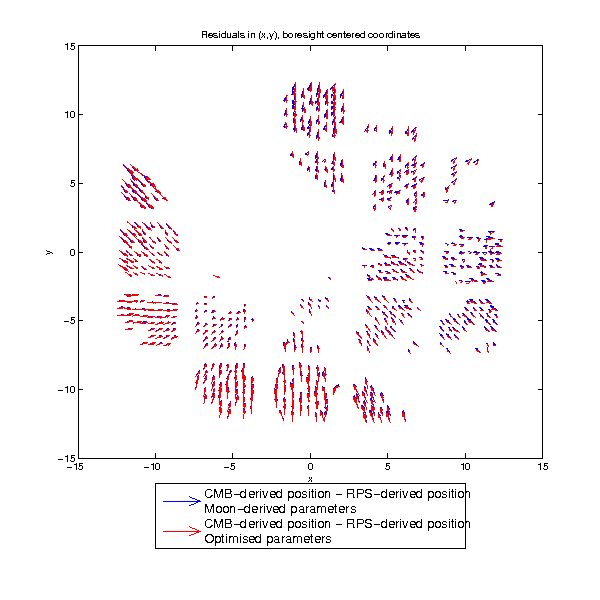 Residuals in (x,y), boresight centered coordinates
15
10
5
0
−5
−10
−15
y
−15 −10 −5 0 5 10 15
x
CMB−derived position − RPS−derived position
Moon−derived parameters
CMB−derived position − RPS−derived position
Optimised parameters